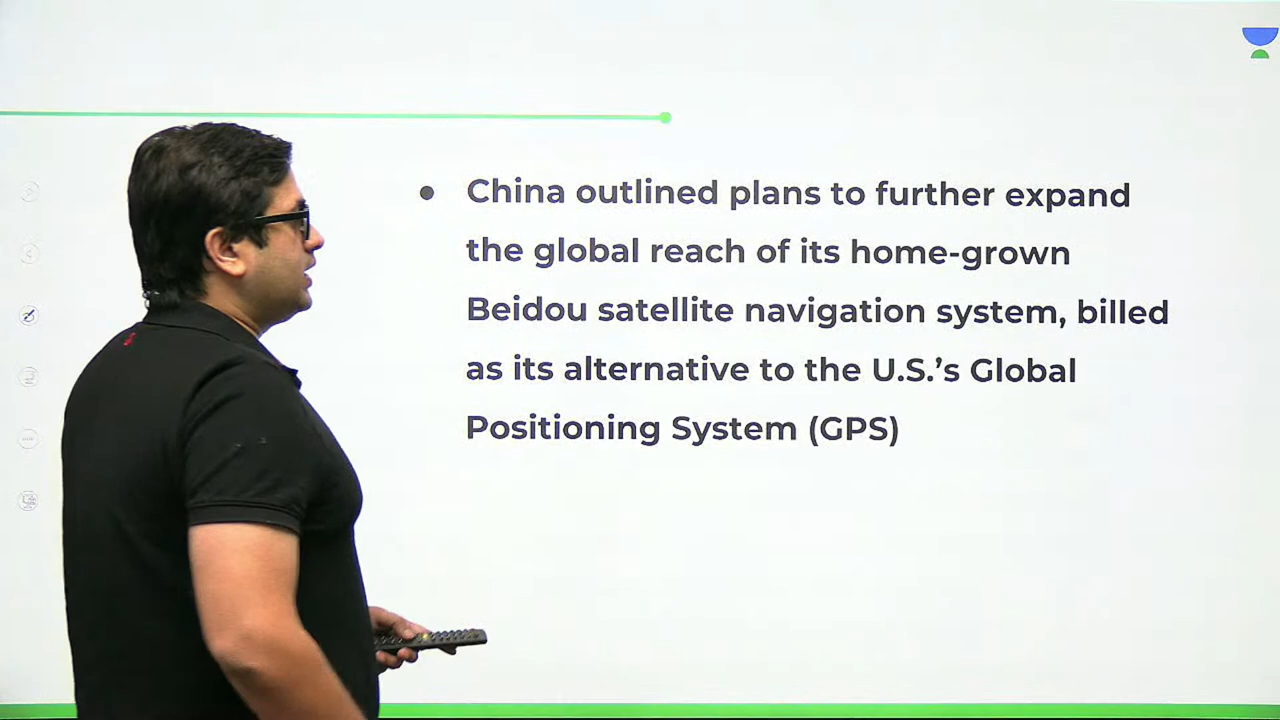 ● China outlined plans to further expand
the global reach of its home-grown
Beidou satellite navigation system, billed
as its alternative to the U.S.’s Global
Positioning System (GPS)